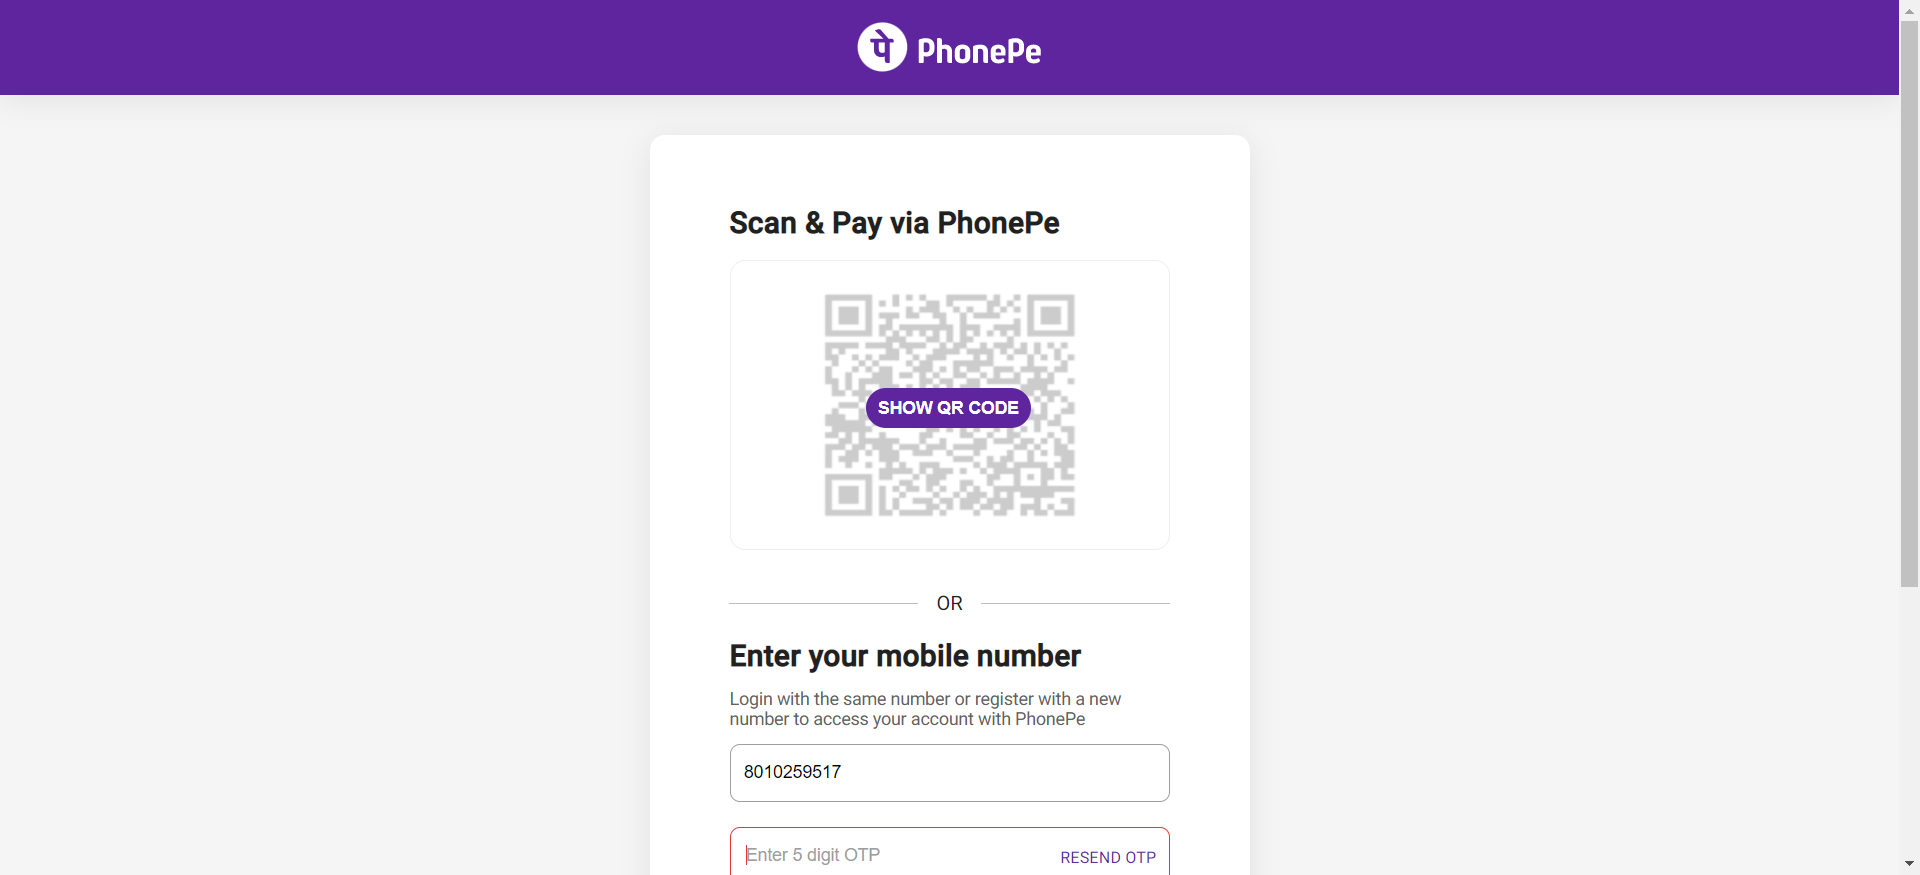 पे PhonePe
Scan & Pay via PhonePe
SHOW QR CODE
OR
Enter your mobile number
Login with the same number or register with a new
number to access your account with PhonePe
8010259517
Enter 5 digit OTP RESEND OTP